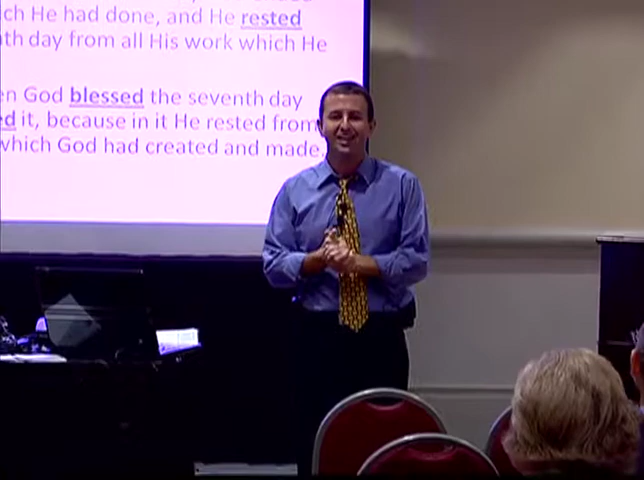 ch He had done, and He rested
th day from all His work which He
en God blessed the seventh day
ed it, because in it He rested from
which God had created and made.